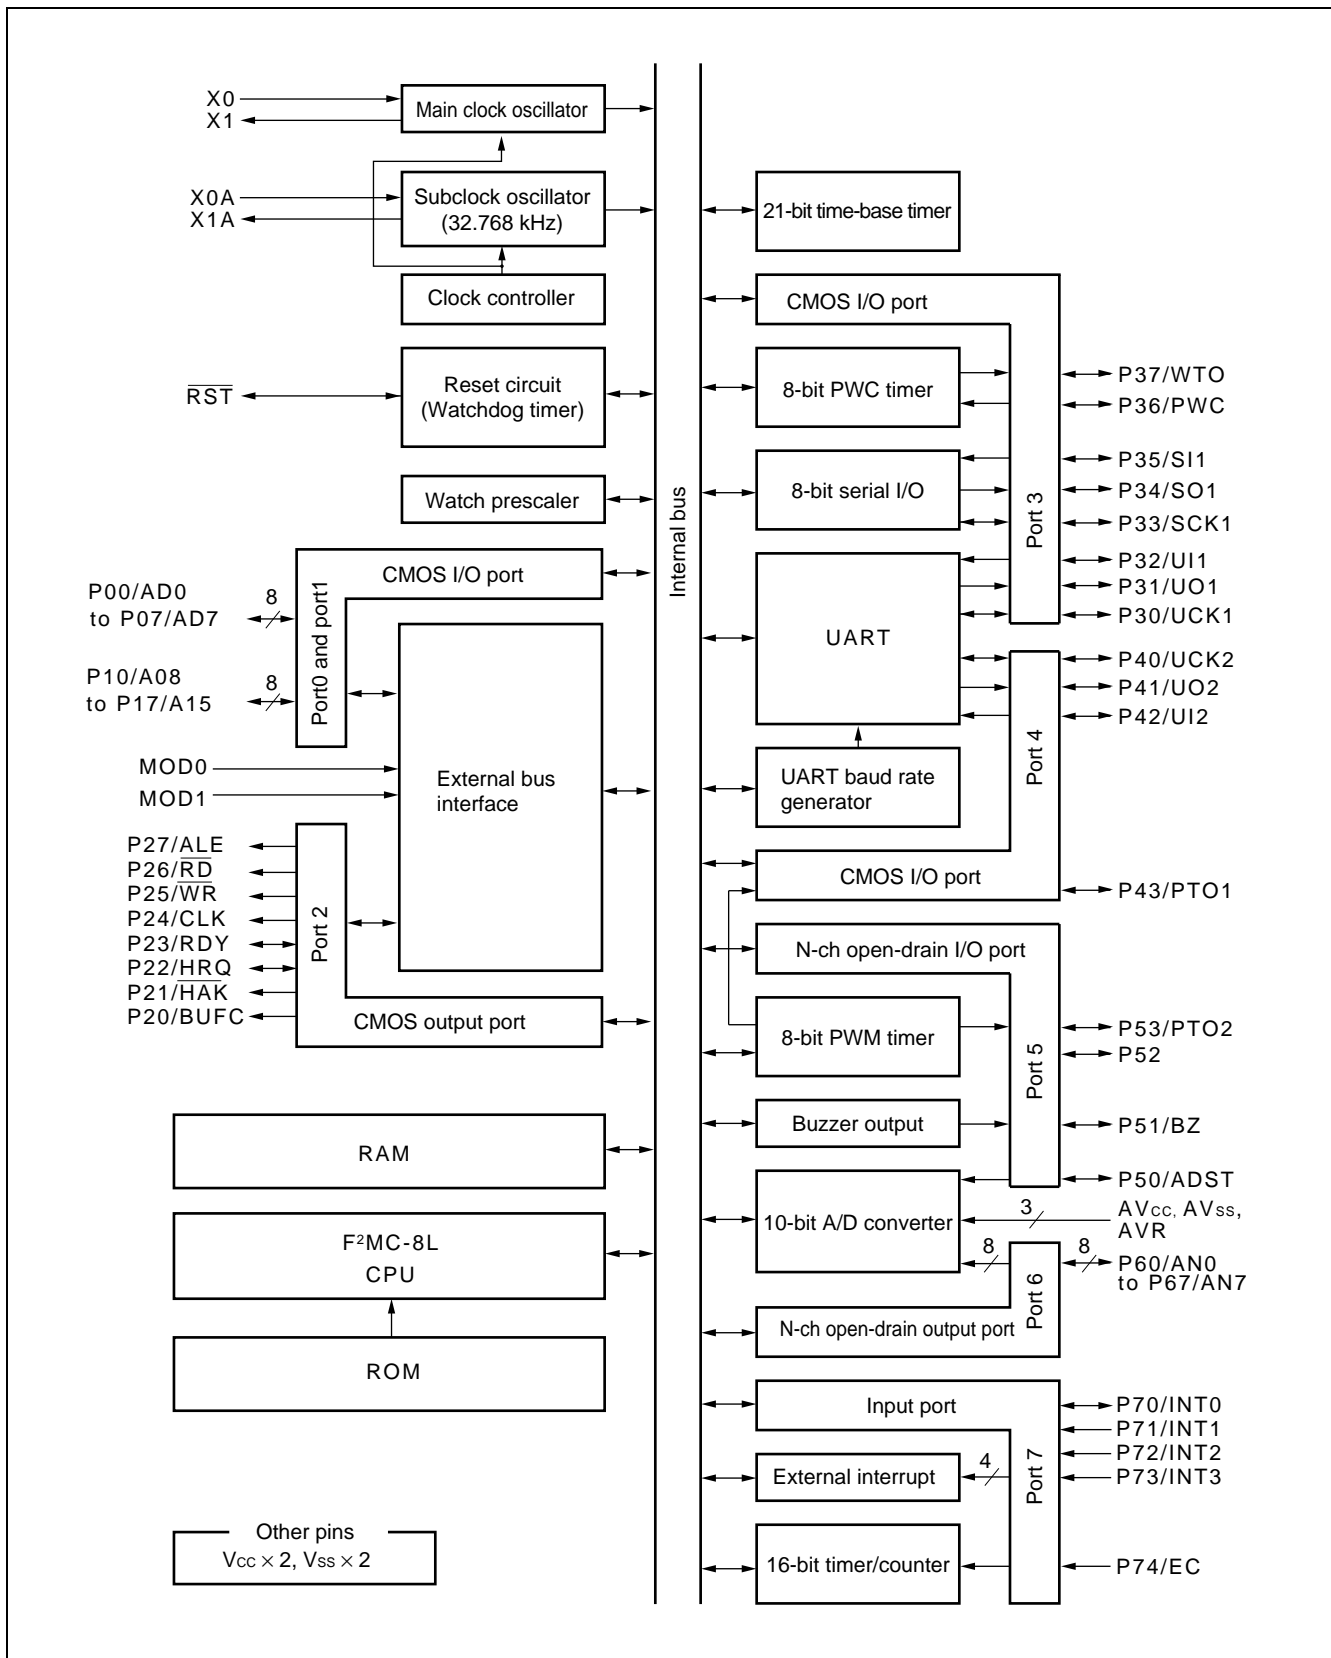 X0
X1
Main clock oscillator
X0A
X1A
Subclock oscillator
(32.768 kHz)
Clock controller
RST
Reset circuit
(Watchdog timer)
Watch prescaler
CMOS I/O port
Port0 and port1
P00/AD0
to P07/AD7
8
P10/A08
to P17/A15
8
MOD0
MOD1
External bus
interface
P27/ALE
P26/RD
P25/WR
P24/CLK
P23/RDY
P22/HRQ
P21/HAK
P20/BUFC
Port 2
CMOS output port
RAM
F²MC-8L
CPU
ROM
Other pins
Vcc × 2, Vss × 2
Internal bus
21-bit time-base timer
CMOS I/O port
Port 3
8-bit PWC timer
P37/WTO
P36/PWC
8-bit serial I/O
P35/SI1
P34/SO1
P33/SCK1
UART
P32/UI1
P31/UO1
P30/UCK1
P40/UCK2
P41/UO2
P42/UI2
Port 4
UART baud rate
generator
CMOS I/O port
P43/PTO1
N-ch open-drain I/O port
Port 5
8-bit PWM timer
P53/PTO2
P52
Buzzer output
P51/BZ
P50/ADST
10-bit A/D converter
3
AVcc, AVss,
AVR
8
8
P60/AN0
to P67/AN7
Port 6
N-ch open-drain output port
Input port
Port 7
P70/INT0
P71/INT1
P72/INT2
P73/INT3
External interrupt
4
16-bit timer/counter
P74/EC